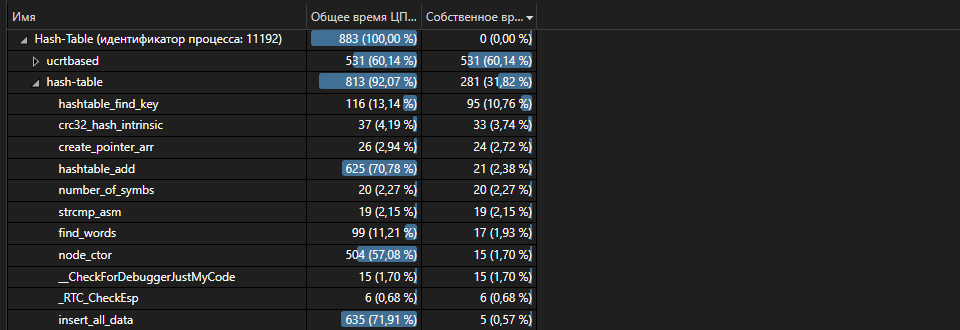 Имя Общее время ЦП... Собственное вр...
Hash-Table (идентификатор процесса: 11192) 883 (100,00 %) 0 (0,00 %)
ucrtbased 531 (60,14 %) 531 (60,14 %)
hash-table 813 (92,07 %) 281 (31,82 %)
hashtable_find_key 116 (13,14 %) 95 (10,76 %)
crc32_hash_intrinsic 37 (4,19 %) 33 (3,74 %)
create_pointer_arr 26 (2,94 %) 24 (2,72 %)
hashtable_add 625 (70,78 %) 21 (2,38 %)
number_of_symbs 20 (2,27 %) 20 (2,27 %)
strcmp_asm 19 (2,15 %) 19 (2,15 %)
find_words 99 (11,21 %) 17 (1,93 %)
node_ctor 504 (57,08 %) 15 (1,70 %)
__CheckForDebuggerJustMyCode 15 (1,70 %) 15 (1,70 %)
_RTC_CheckEsp 6 (0,68 %) 6 (0,68 %)
insert_all_data 635 (71,91 %) 5 (0,57 %)